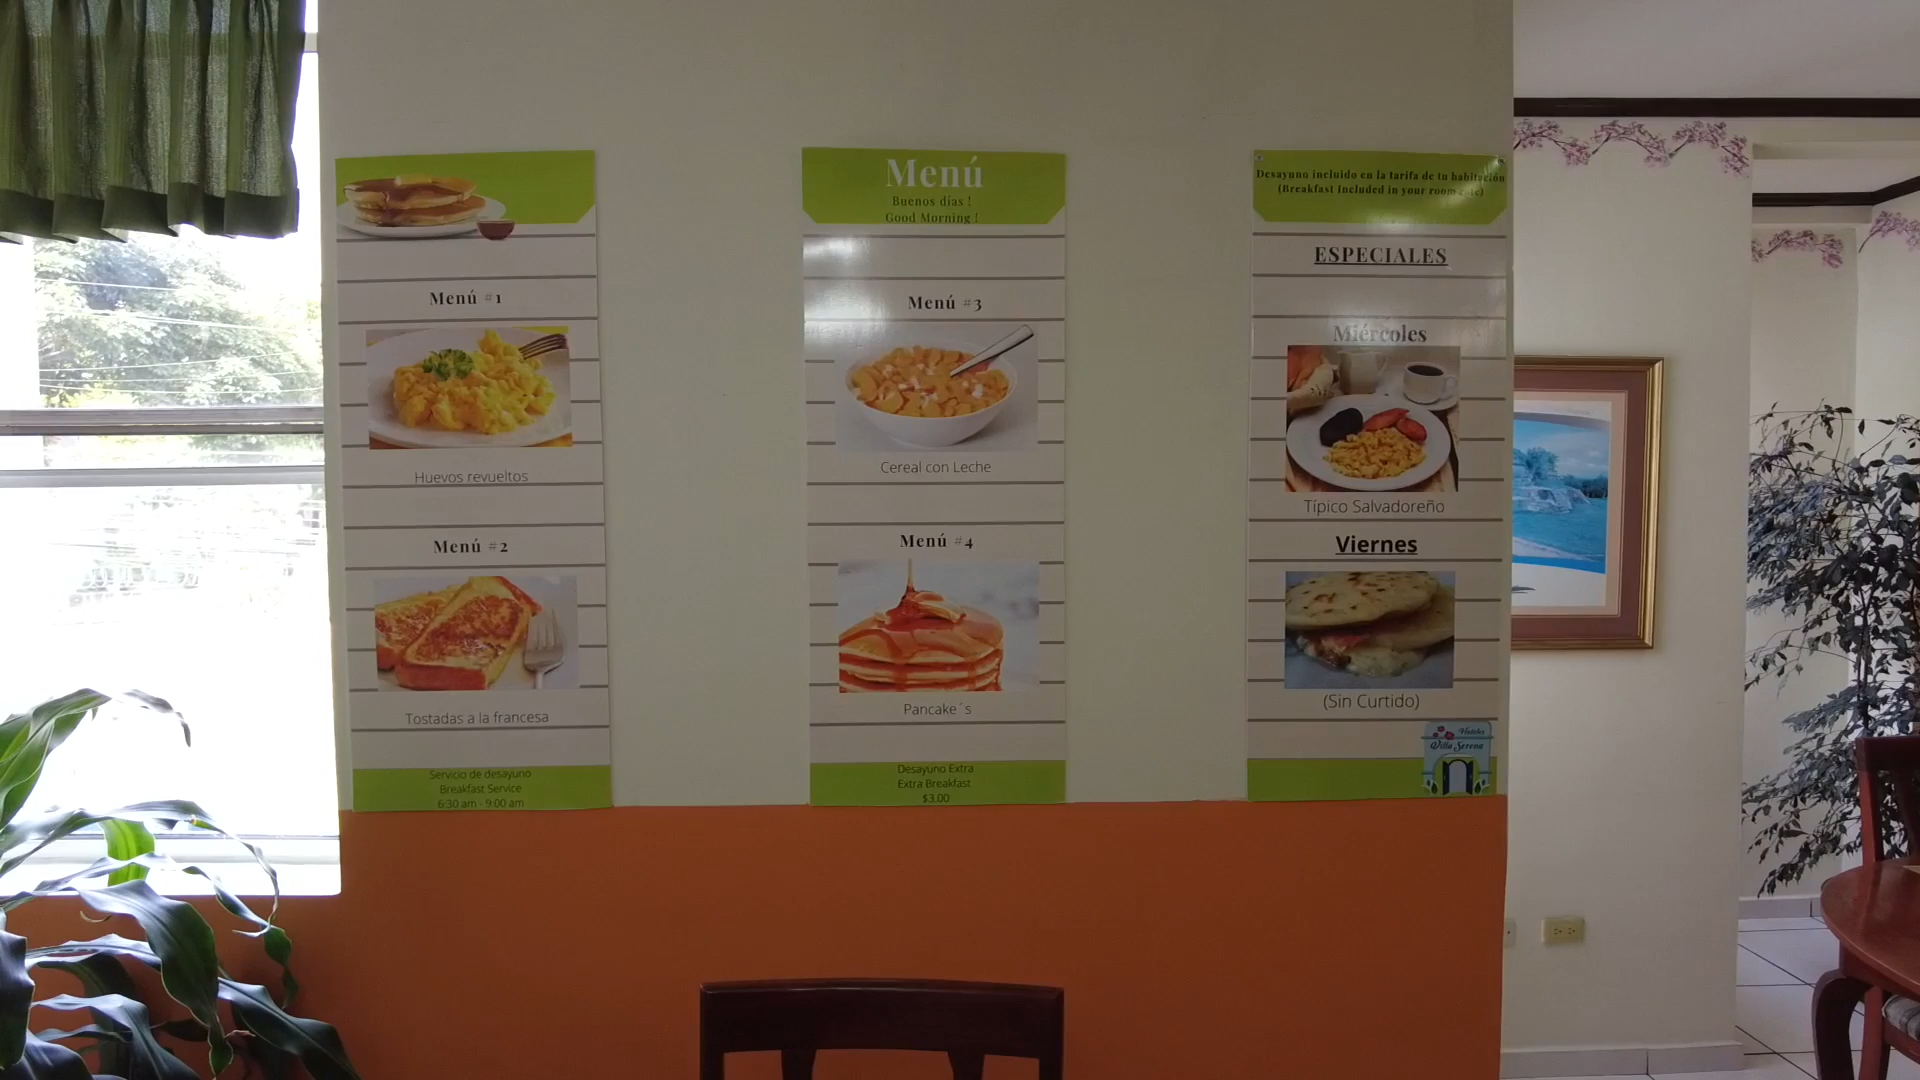 Menú #1
Huevos revueltos
Menú #2
Tostadas a la francesa
Servicio de desayuno
Breakfast Service
6:30 am - 9:00 am
Menú
Buenos días !
Good Morning !
Menú #3
Cereal con Leche
Menú #4
Pancake´s
Desayuno Extra
Extra Breakfast
$3.00
Desayuno incluido en la tarifa de tu habitación
(Breakfast Included in your room rate)
ESPECIALES
Miércoles
Típico Salvadoreño
Viernes
(Sin Curtido)
Hoteles
Villa Serena